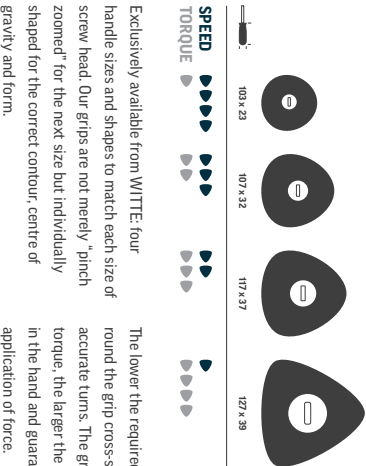 103 x 23
107 x 32
117 x 37
127 x 39
SPEED
TORQUE
Exclusively available from WITTE: four
handle sizes and shapes to match each size of
screw head. Our grips are not merely “pinch
zoomed” for the next size but individually
shaped for the correct contour, centre of
gravity and form.
The lower the required
round the grip cross-s
accurate turns. The gr
torque, the larger the
in the hand and guara
application of force.